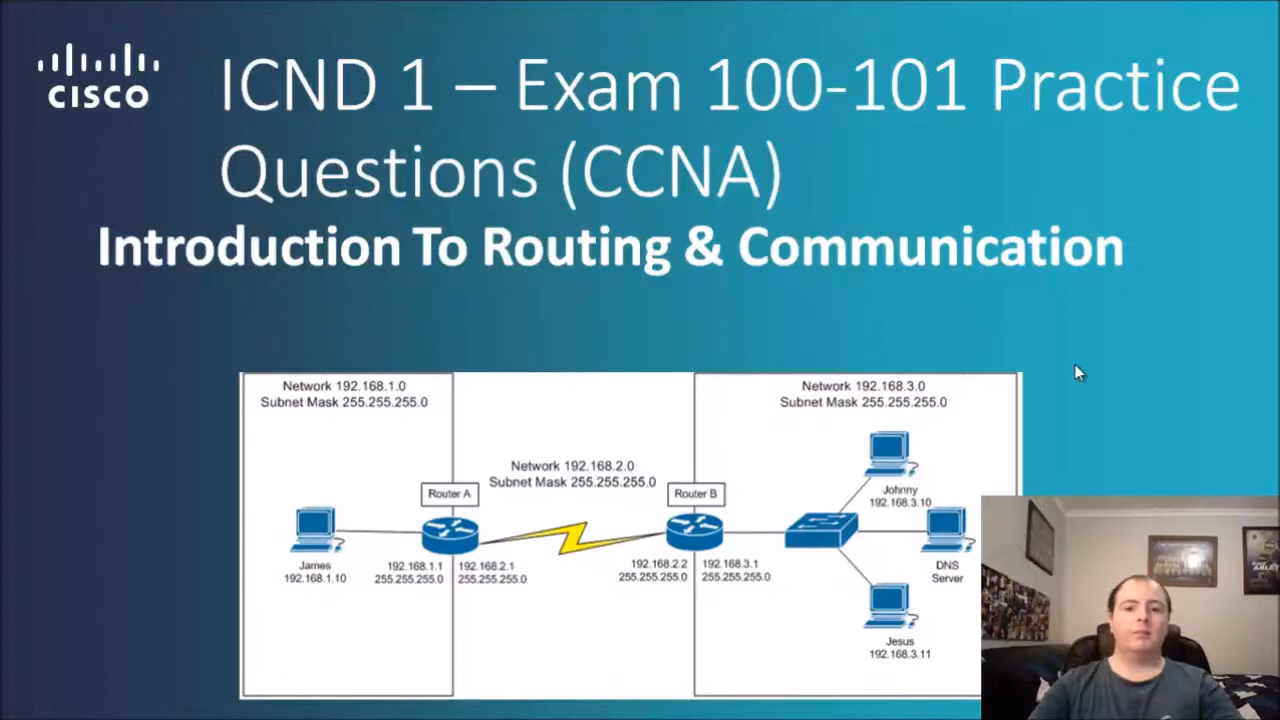 CISCO
ICND 1 – Exam 100-101 Practice
Questions (CCNA)
Introduction To Routing & Communication
Network 192.168.1.0
Subnet Mask 255.255.255.0
Network 192.168.3.0
Subnet Mask 255.255.255.0
Network 192.168.2.0
Subnet Mask 255.255.255.0
Router A
Router B
Johnny
192.168.3.10
James
192.168.1.10
192.168.1.1
255.255.255.0
192.168.2.1
255.255.255.0
192.168.2.2
255.255.255.0
192.168.3.1
255.255.255.0
DNS
Server
Jesus
192.168.3.11